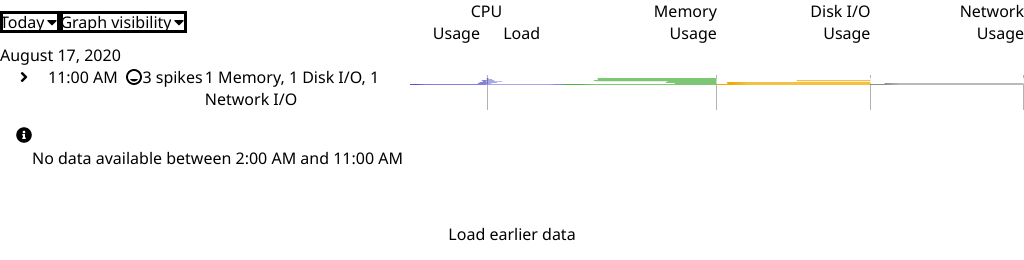 Today Graph visibility
CPU Memory Disk I/O Network
Usage Load Usage Usage Usage
August 17, 2020
11:00 AM 3 spikes 1 Memory, 1 Disk I/O, 1
Network I/O
No data available between 2:00 AM and 11:00 AM
Load earlier data